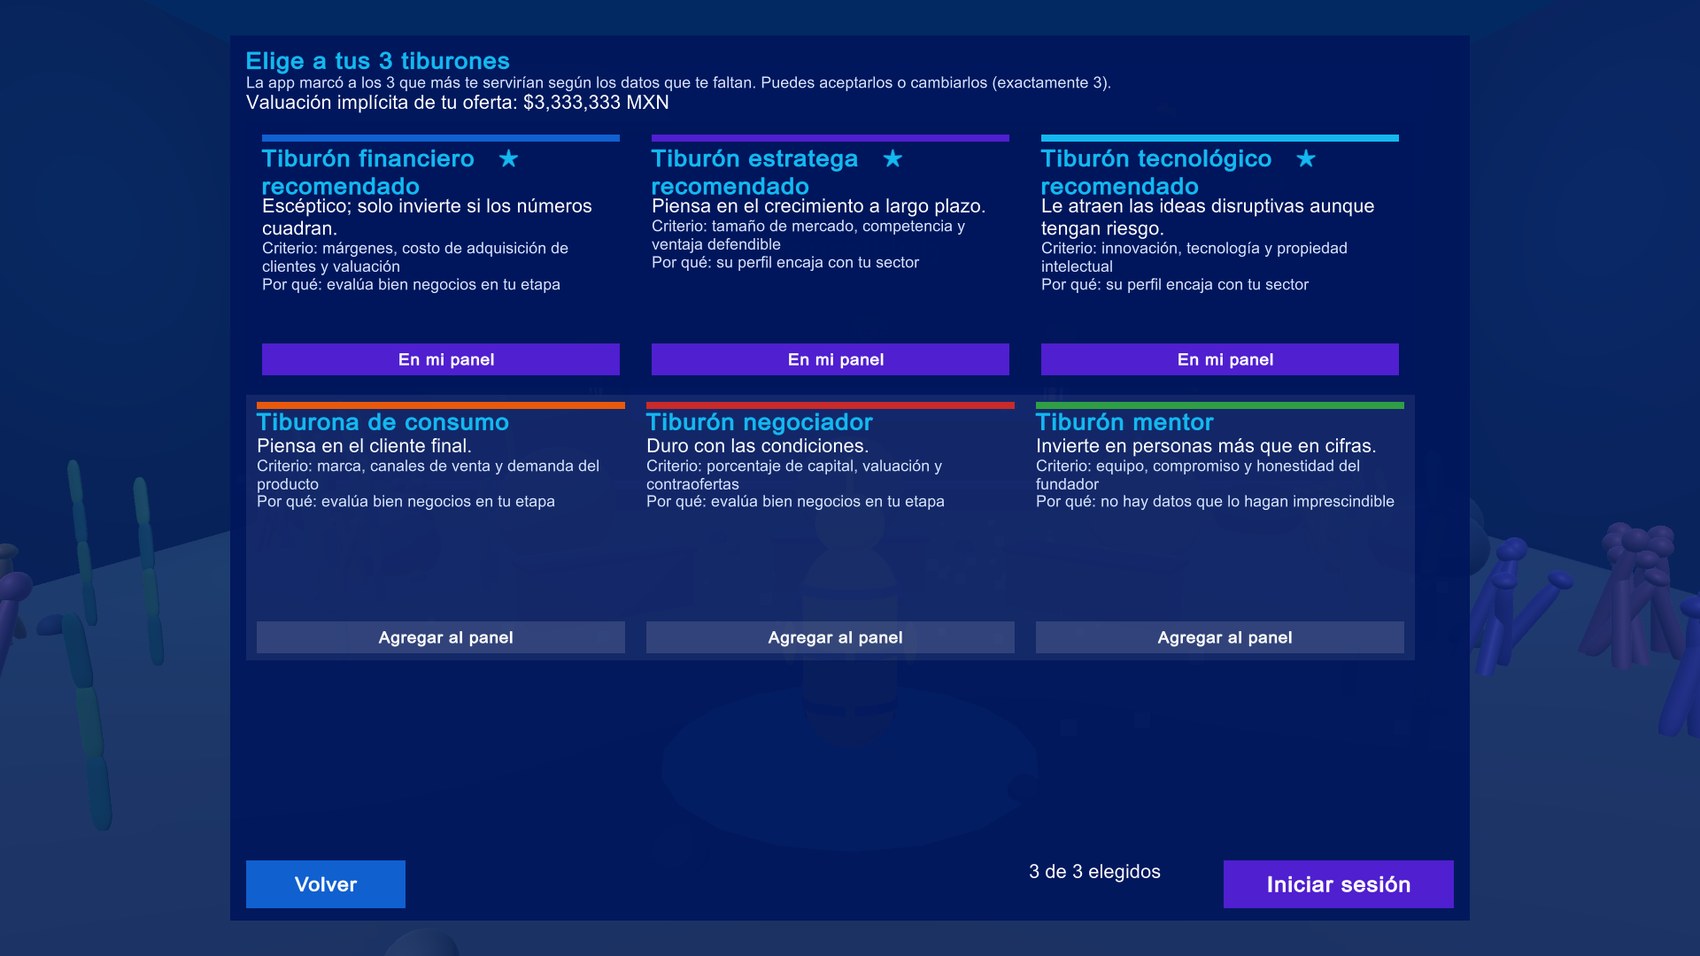 Elige a tus 3 tiburones
La app marcó a los 3 que más te servirían según los datos que te faltan. Puedes aceptarlos o cambiarlos (exactamente 3).
Valuación implícita de tu oferta: $3,333,333 MXN
Tiburón financiero ★
recomendado
Escéptico; solo invierte si los números
cuadran.
Criterio: márgenes, costo de adquisición de
clientes y valuación
Por qué: evalúa bien negocios en tu etapa
En mi panel
Tiburón estratega ★
recomendado
Piensa en el crecimiento a largo plazo.
Criterio: tamaño de mercado, competencia y
ventaja defendible
Por qué: su perfil encaja con tu sector
En mi panel
Tiburón tecnológico ★
recomendado
Le atraen las ideas disruptivas aunque
tengan riesgo.
Criterio: innovación, tecnología y propiedad
intelectual
Por qué: su perfil encaja con tu sector
En mi panel
Tiburona de consumo
Piensa en el cliente final.
Criterio: marca, canales de venta y demanda del
producto
Por qué: evalúa bien negocios en tu etapa
Agregar al panel
Tiburón negociador
Duro con las condiciones.
Criterio: porcentaje de capital, valuación y
contraofertas
Por qué: evalúa bien negocios en tu etapa
Agregar al panel
Tiburón mentor
Invierte en personas más que en cifras.
Criterio: equipo, compromiso y honestidad del
fundador
Por qué: no hay datos que lo hagan imprescindible
Agregar al panel
Volver
3 de 3 elegidos
Iniciar sesión